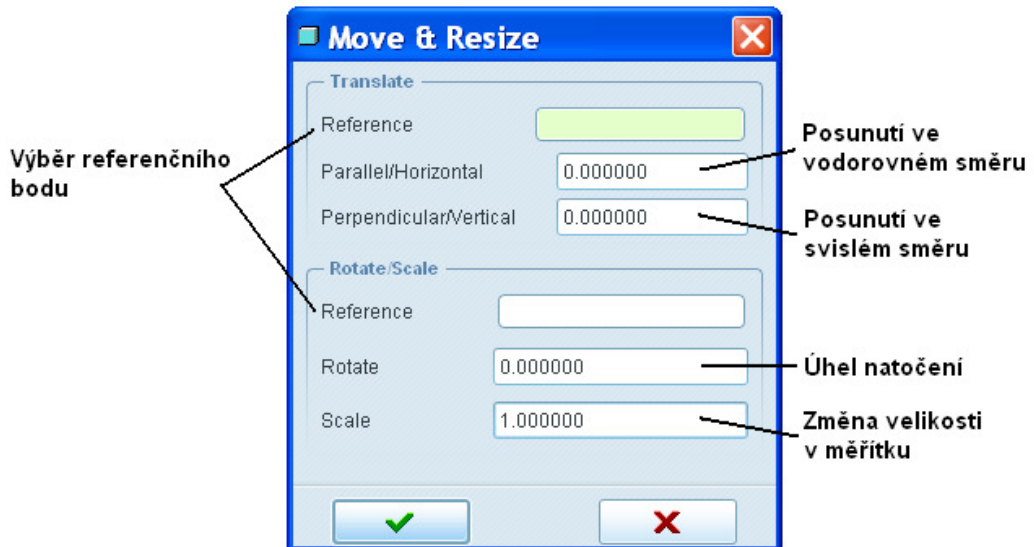 Move & Resize
Translate
Reference
Parallel/Horizontal 0.000000
Perpendicular/Vertical 0.000000
Rotate/Scale
Reference
Rotate 0.000000
Scale 1.000000
Výběr referenčního
bodu
Posunutí ve
vodorovném směru
Posunutí ve
svislém směru
Úhel natočení
Změna velikosti
v měřítku